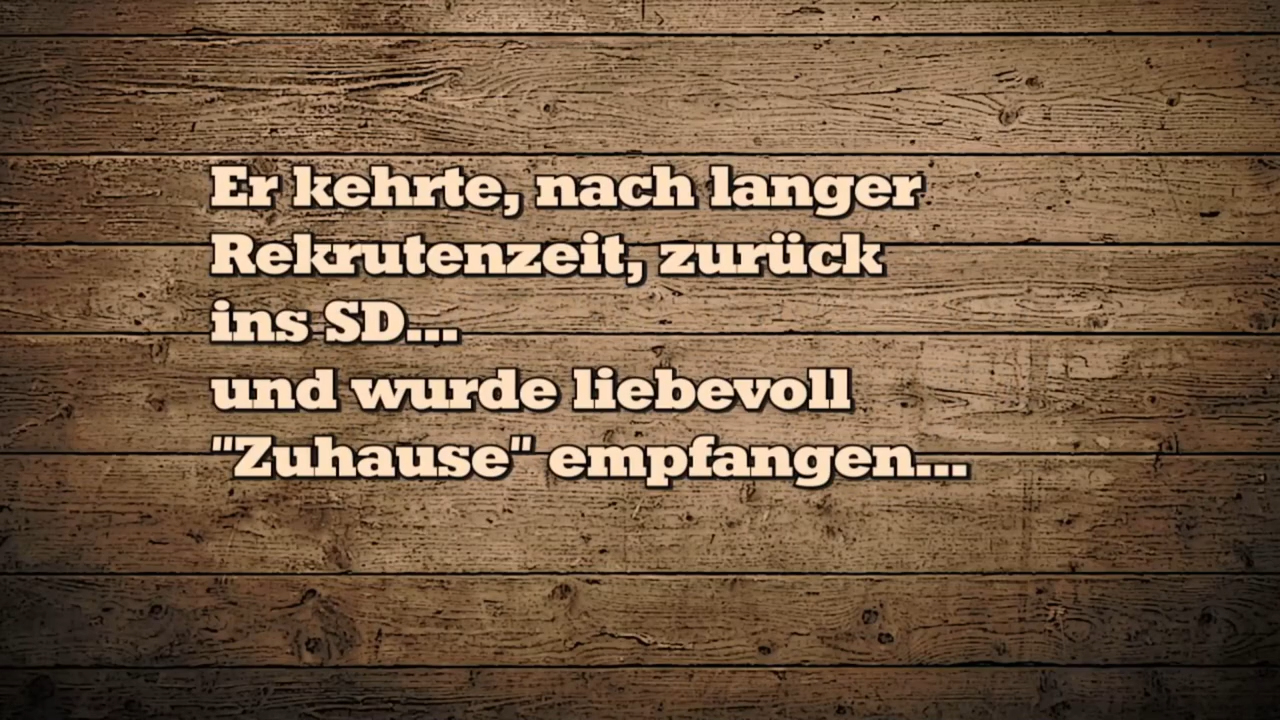 Er kehrte, nach langer
Rekrutenzeit, zurück
ins SD...
und wurde liebevoll
"Zuhause" empfangen...